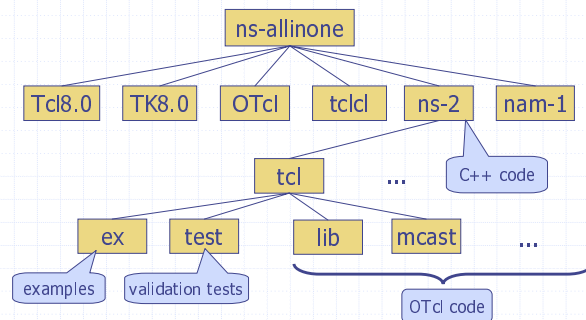 ns-allinone
Tcl8.0
TK8.0
OTcl
tclcl
ns-2
nam-1
C++ code
tcl
...
ex
test
lib
mcast
...
examples
validation tests
OTcl code